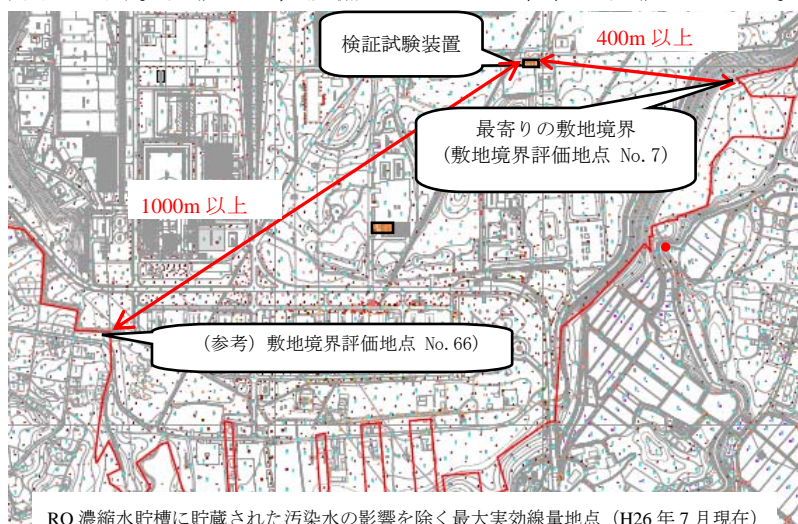 検証試験装置
400m 以上
最寄りの敷地境界
(敷地境界評価地点 No.7)
1000m 以上
(参考) 敷地境界評価地点 No.66)
RO 濃縮水貯槽に貯蔵された汚染水の影響を除く最大実効線量地点 (H26 年 7 月現在)